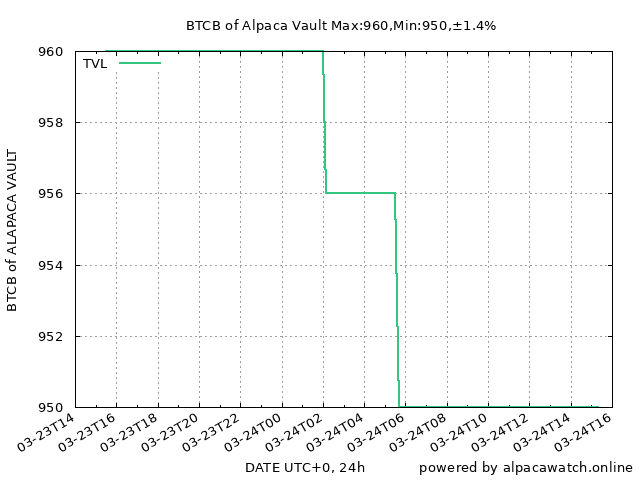 BTCB of Alpaca Vault Max:960,Min:950,±1.4%
960
TVL
958
956
954
952
950
BTCB of ALAPACA VAULT
03-23T14
03-23T16
03-23T18
03-23T20
03-23T22
03-24T00
03-24T02
03-24T04
03-24T06
03-24T08
03-24T10
03-24T12
03-24T14
03-24T16
DATE UTC+0, 24h
powered by alpacawatch.online